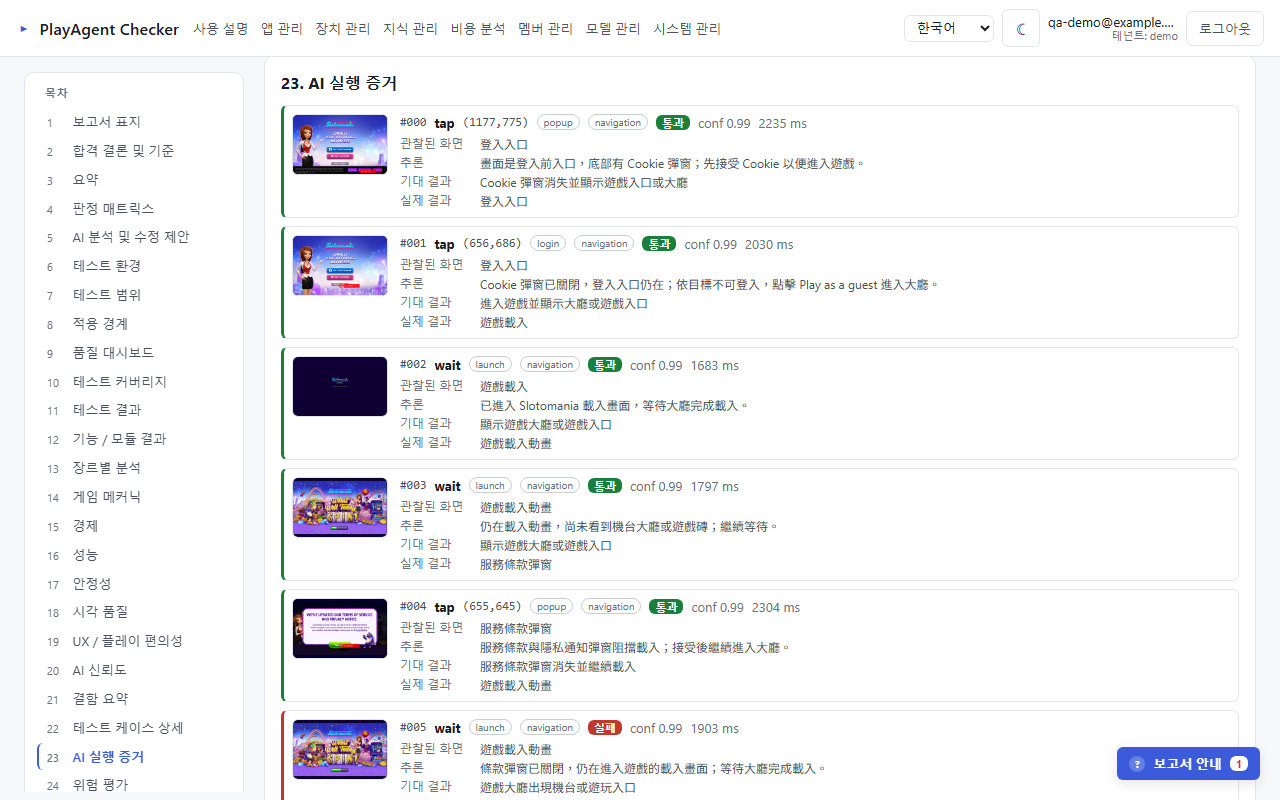 PlayAgent Checker 사용 설명 앱 관리 장치 관리 지식 관리 비용 분석 멤버 관리 모델 관리 시스템 관리 한국어 qa-demo@example.... 로그아웃
테넌트: demo
목차
1 보고서 표지
2 합격 결론 및 기준
3 요약
4 판정 매트릭스
5 AI 분석 및 수정 제안
6 테스트 환경
7 테스트 범위
8 적용 경계
9 품질 대시보드
10 테스트 커버리지
11 테스트 결과
12 기능 / 모듈 결과
13 장르별 분석
14 게임 메커닉
15 경제
16 성능
17 안정성
18 시각 품질
19 UX / 플레이 편의성
20 AI 신뢰도
21 결함 요약
22 테스트 케이스 상세
23 AI 실행 증거
24 위험 평가
23. AI 실행 증거
#000 tap (1177,775) popup navigation 통과 conf 0.99 2235 ms
관찰된 화면 登入入口
추론 畫面是登入前入口，底部有 Cookie 彈窗；先接受 Cookie 以便進入遊戲。
기대 결과 Cookie 彈窗消失並顯示遊戲入口或大廳
실제 결과 登入入口
#001 tap (656,686) login navigation 통과 conf 0.99 2030 ms
관찰된 화면 登入入口
추론 Cookie 彈窗已關閉，登入入口仍在；依目標不可登入，點擊 Play as a guest 進入大廳。
기대 결과 進入遊戲並顯示大廳或遊戲入口
실제 결과 遊戲載入
#002 wait launch navigation 통과 conf 0.99 1683 ms
관찰된 화면 遊戲載入
추론 已進入 Slotomania 載入畫面，等待大廳完成載入。
기대 결과 顯示遊戲大廳或遊戲入口
실제 결과 遊戲載入動畫
#003 wait launch navigation 통과 conf 0.99 1797 ms
관찰된 화면 遊戲載入動畫
추론 仍在載入動畫，尚未看到機台大廳或遊戲磚；繼續等待。
기대 결과 顯示遊戲大廳或遊戲入口
실제 결과 服務條款彈窗
#004 tap (655,645) popup navigation 통과 conf 0.99 2304 ms
관찰된 화면 服務條款彈窗
추론 服務條款與隱私通知彈窗阻擋載入；接受後繼續進入大廳。
기대 결과 服務條款彈窗消失並繼續載入
실제 결과 遊戲載入動畫
#005 wait launch navigation 실패 conf 0.99 1903 ms
관찰된 화면 遊戲載入動畫
추론 條款彈窗已關閉，仍在進入遊戲的載入畫面；等待大廳完成載入。
기대 결과 遊戲大廳出現機台或遊玩入口
? 보고서 안내 1